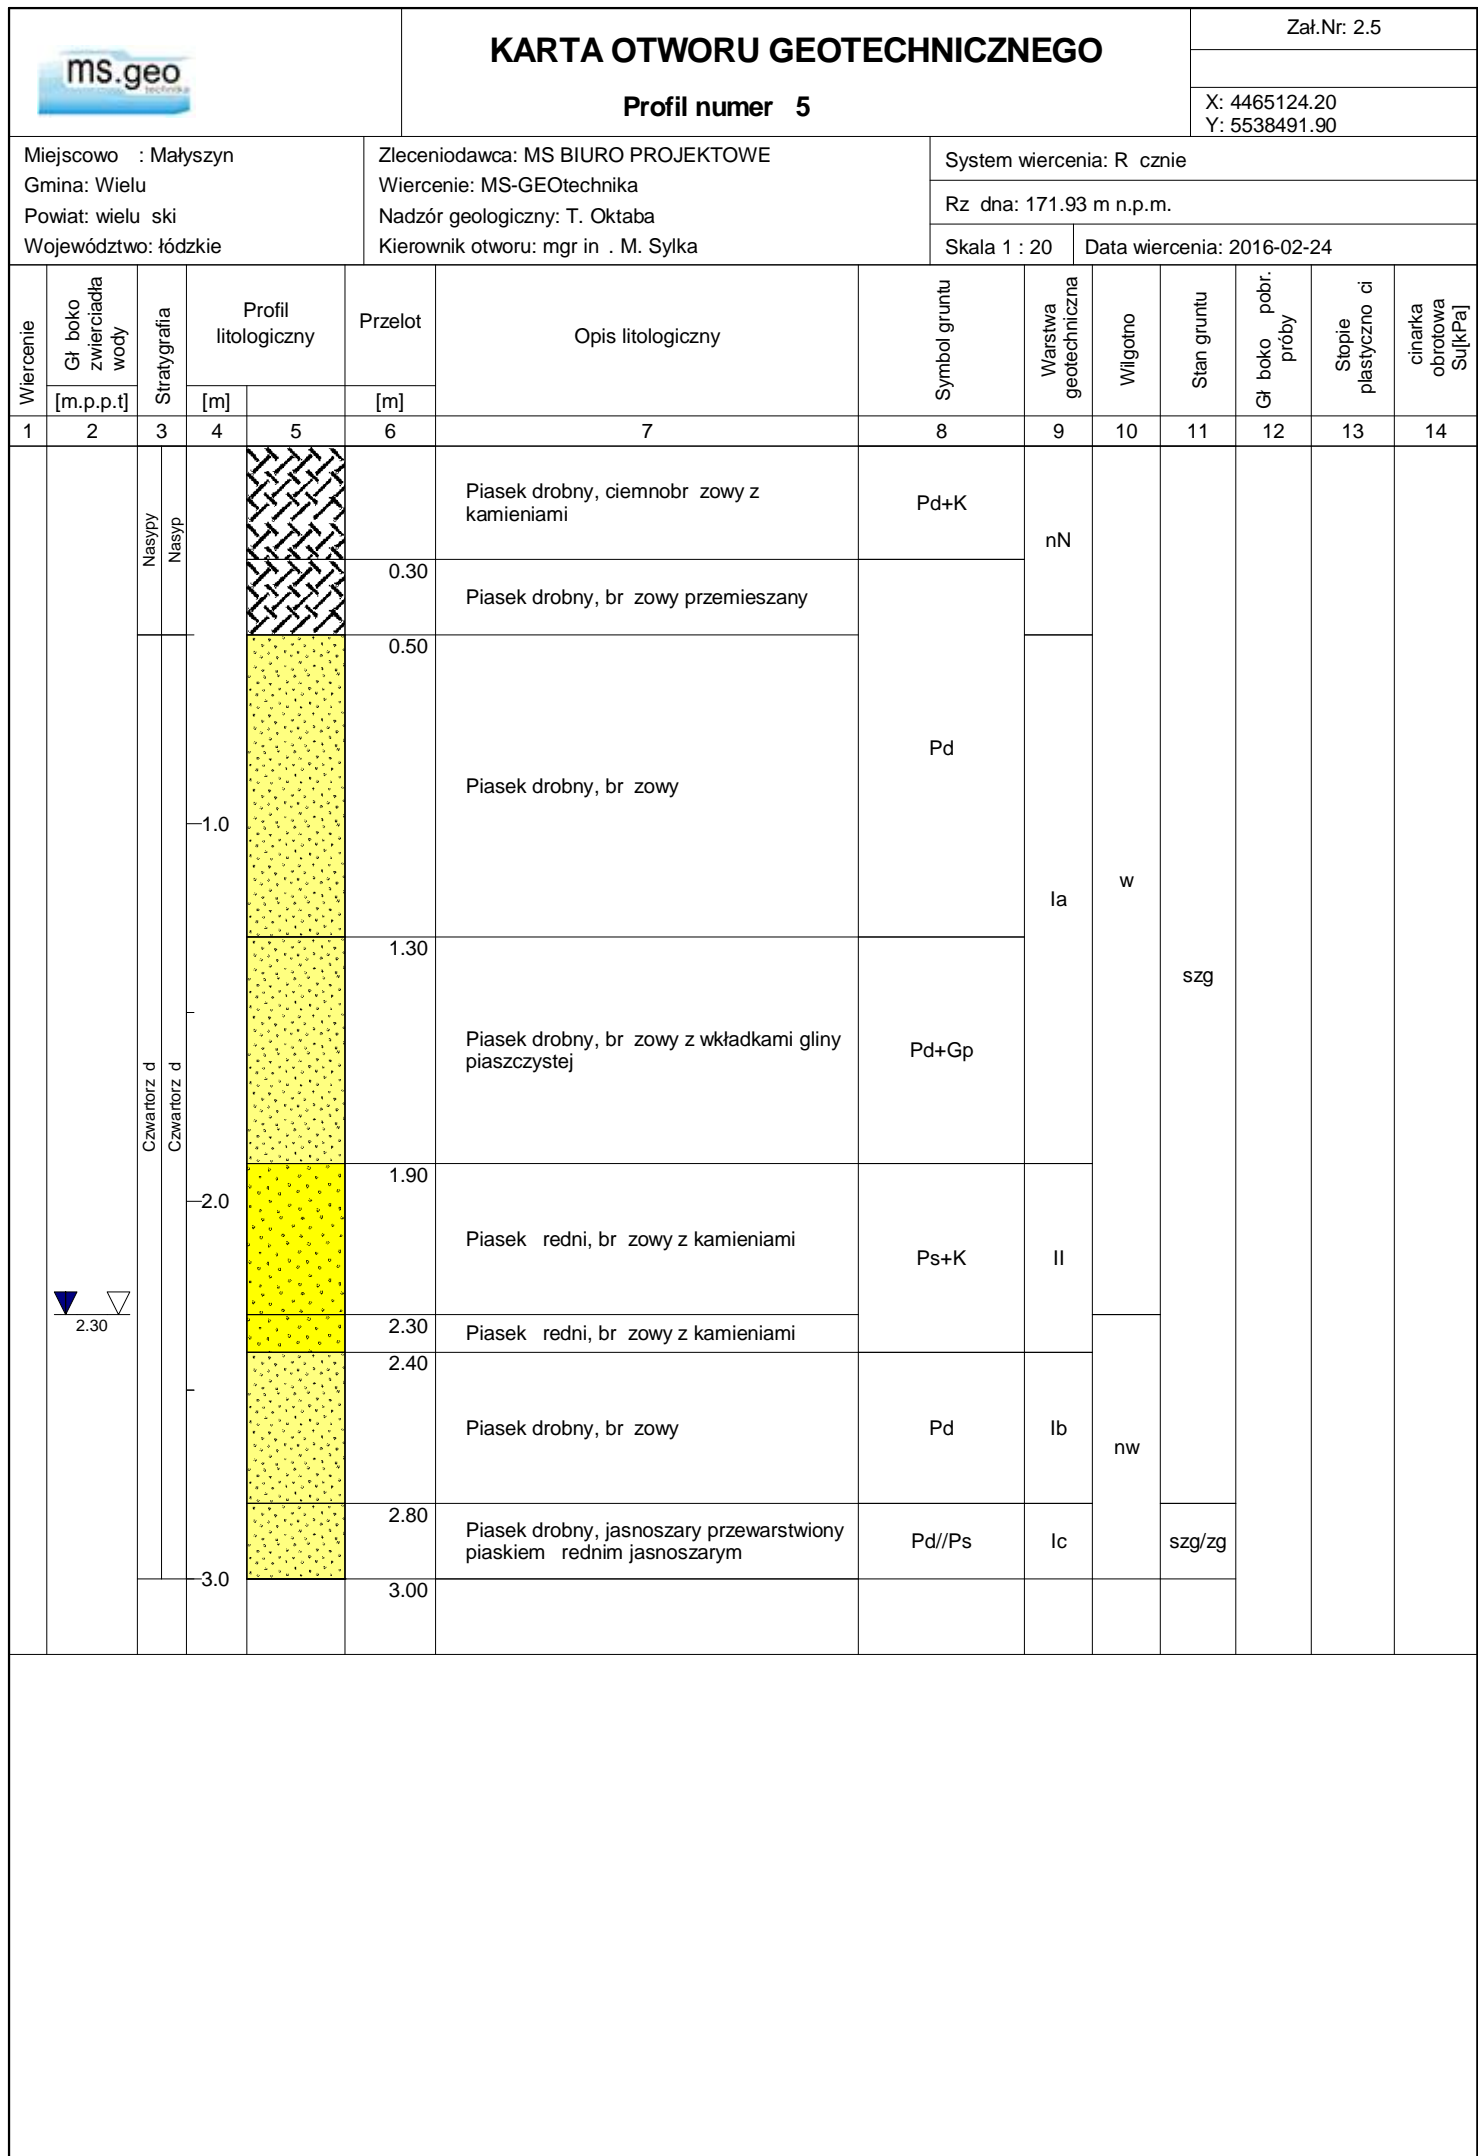 ms.geo
technika
KARTA OTWORU GEOTECHNICZNEGO
Profil numer 5
Zał.Nr: 2.5
X: 4465124.20
Y: 5538491.90
Miejscowo : Małyszyn
Gmina: Wielu
Powiat: wielu ski
Województwo: łódzkie
Zleceniodawca: MS BIURO PROJEKTOWE
Wiercenie: MS-GEOtechnika
Nadzór geologiczny: T. Oktaba
Kierownik otworu: mgr in . M. Sylka
System wiercenia: R cznie
Rz dna: 171.93 m n.p.m.
Skala 1 : 20
Data wiercenia: 2016-02-24
Wiercenie
Gł boko
zwierciadła
wody
[m.p.p.t]
Stratygrafia
Profil
litologiczny
[m]
Przelot
[m]
Opis litologiczny
Symbol gruntu
Warstwa
geotechniczna
Wilgotno
Stan gruntu
Gł boko pobr.
próby
Stopie
plastyczno ci
cinarka
obrotowa
Su[kPa]
1 2 3 4 5 6 7 8 9 10 11 12 13 14
Nasypy
Nasyp
Piasek drobny, ciemnobr zowy z
kamieniami
Pd+K
nN
0.30
Piasek drobny, br zowy przemieszany
0.50
Piasek drobny, br zowy
Pd
1.0
Ia
w
1.30
szg
Piasek drobny, br zowy z wkładkami gliny
piaszczystej
Pd+Gp
Czwartorz d
Czwartorz d
1.90
2.0
Piasek redni, br zowy z kamieniami
Ps+K
II
2.30
2.30
Piasek redni, br zowy z kamieniami
2.40
Piasek drobny, br zowy
Pd
Ib
nw
2.80
Piasek drobny, jasnoszary przewarstwiony
piaskiem rednim jasnoszarym
Pd//Ps
Ic
szg/zg
3.0
3.00